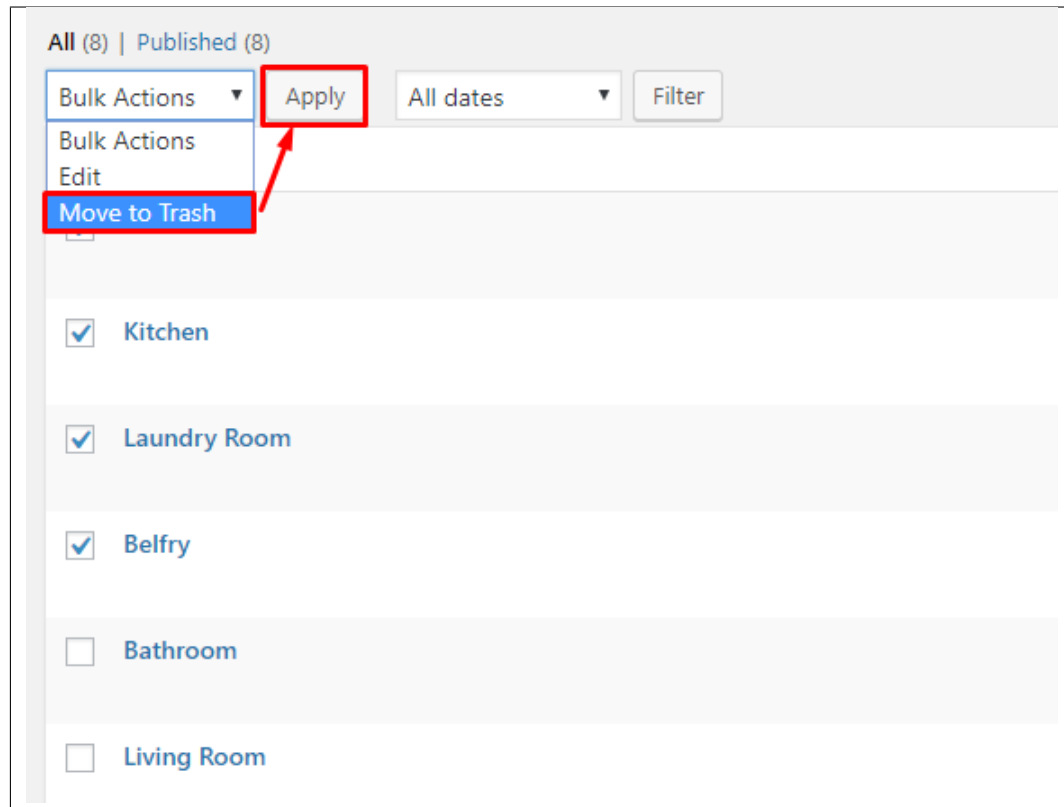 All (8) | Published (8)
Bulk Actions Apply All dates Filter
Bulk Actions
Edit
Move to Trash
Kitchen
Laundry Room
Belfry
Bathroom
Living Room